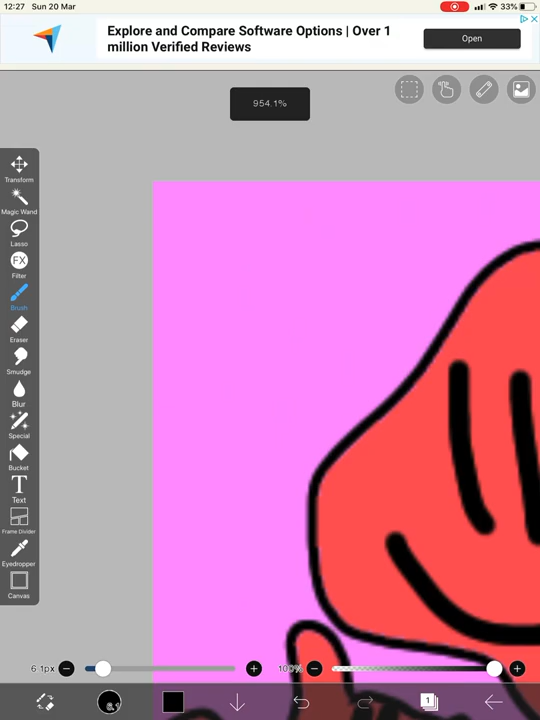 12:27 Sun 20 Mar
33%
Explore and Compare Software Options | Over 1
million Verified Reviews
Open
954.1%
Transform
Magic Wand
Lasso
FX
Filter
Brush
Eraser
Smudge
Blur
Special
Bucket
T
Text
Frame Divider
Eyedropper
Canvas
6.1px
100%
1